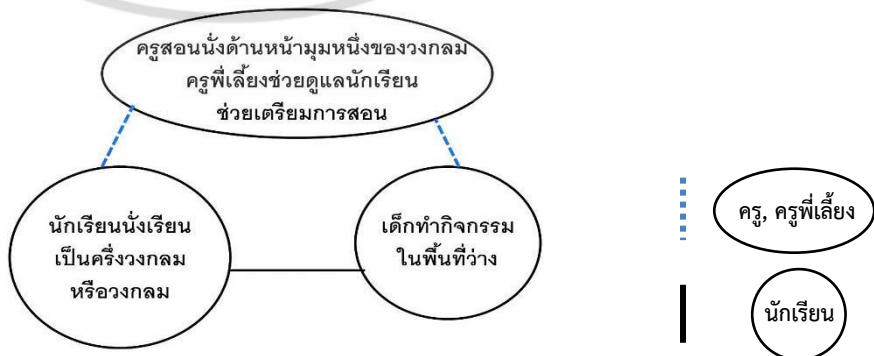 ครูสอนนั่งด้านหน้ามุมหนึ่งของวงกลม
ครูพี่เลี้ยงช่วยดูแลนักเรียน
ช่วยเตรียมการสอน
นักเรียนนั่งเรียน
เป็นครึ่งวงกลม
หรือวงกลม
เด็กทำกิจกรรม
ในพื้นที่ว่าง
ครู, ครูพี่เลี้ยง
นักเรียน